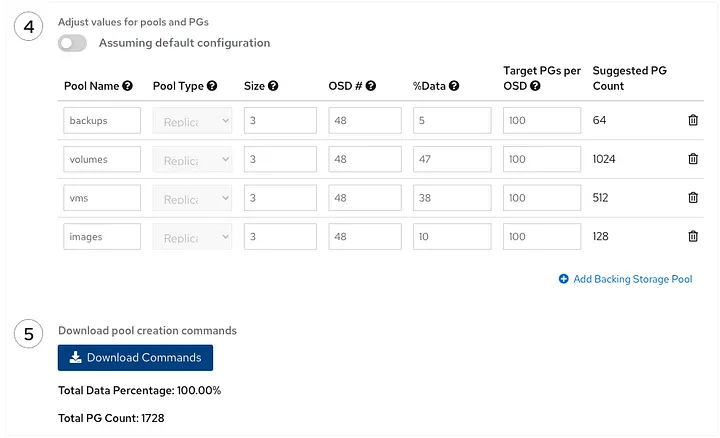 4
Adjust values for pools and PGs
Assuming default configuration
Pool Name ? Pool Type ? Size ? OSD # ? %Data ? Target PGs per OSD ? Suggested PG Count
backups Replica 3 48 5 100 64
volumes Replica 3 48 47 100 1024
vms Replica 3 48 38 100 512
images Replica 3 48 10 100 128
Add Backing Storage Pool
5
Download pool creation commands
Download Commands
Total Data Percentage: 100.00%
Total PG Count: 1728